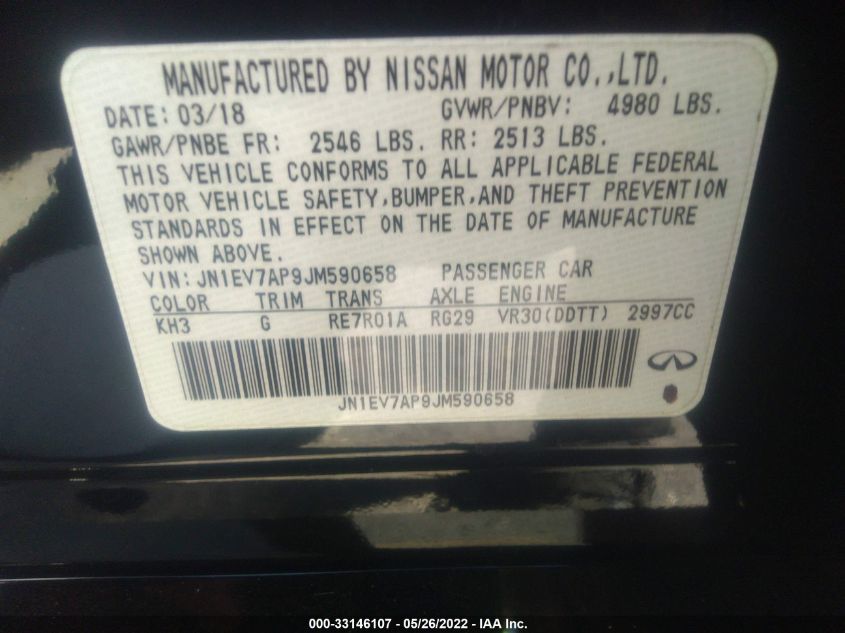 MANUFACTURED BY NISSAN MOTOR CO.,LTD.
DATE: 03/18 GVWR/PNBV: 4980 LBS.
GAWR/PNBE FR: 2546 LBS. RR: 2513 LBS.
THIS VEHICLE CONFORMS TO ALL APPLICABLE FEDERAL
MOTOR VEHICLE SAFETY,BUMPER,AND THEFT PREVENTION
STANDARDS IN EFFECT ON THE DATE OF MANUFACTURE
SHOWN ABOVE.
VIN: JN1EV7AP9JM590658 PASSENGER CAR
COLOR TRIM TRANS AXLE ENGINE
KH3 G RE7R01A RG29 VR30(DDTT) 2997CC
JN1EV7AP9JM590658
000-33146107 - 05/26/2022 - IAA Inc.